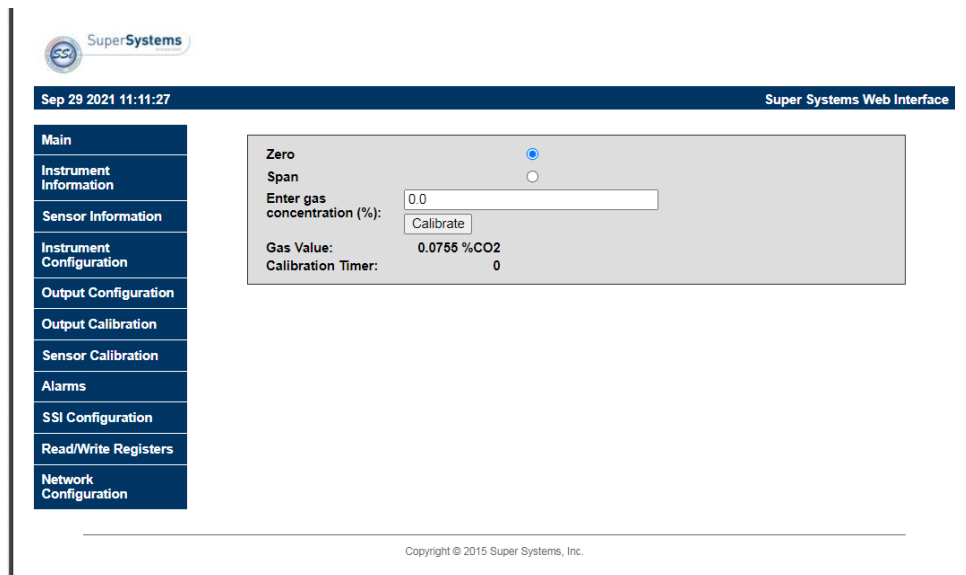 SuperSystems
SSi
Sep 29 2021 11:11:27
Super Systems Web Interface
Main
Instrument
Information
Sensor Information
Instrument
Configuration
Output Configuration
Output Calibration
Sensor Calibration
Alarms
SSI Configuration
Read/Write Registers
Network
Configuration
Zero
Span
Enter gas
concentration (%):
0.0
Calibrate
Gas Value: 0.0755 %CO2
Calibration Timer: 0
Copyright © 2015 Super Systems, Inc.